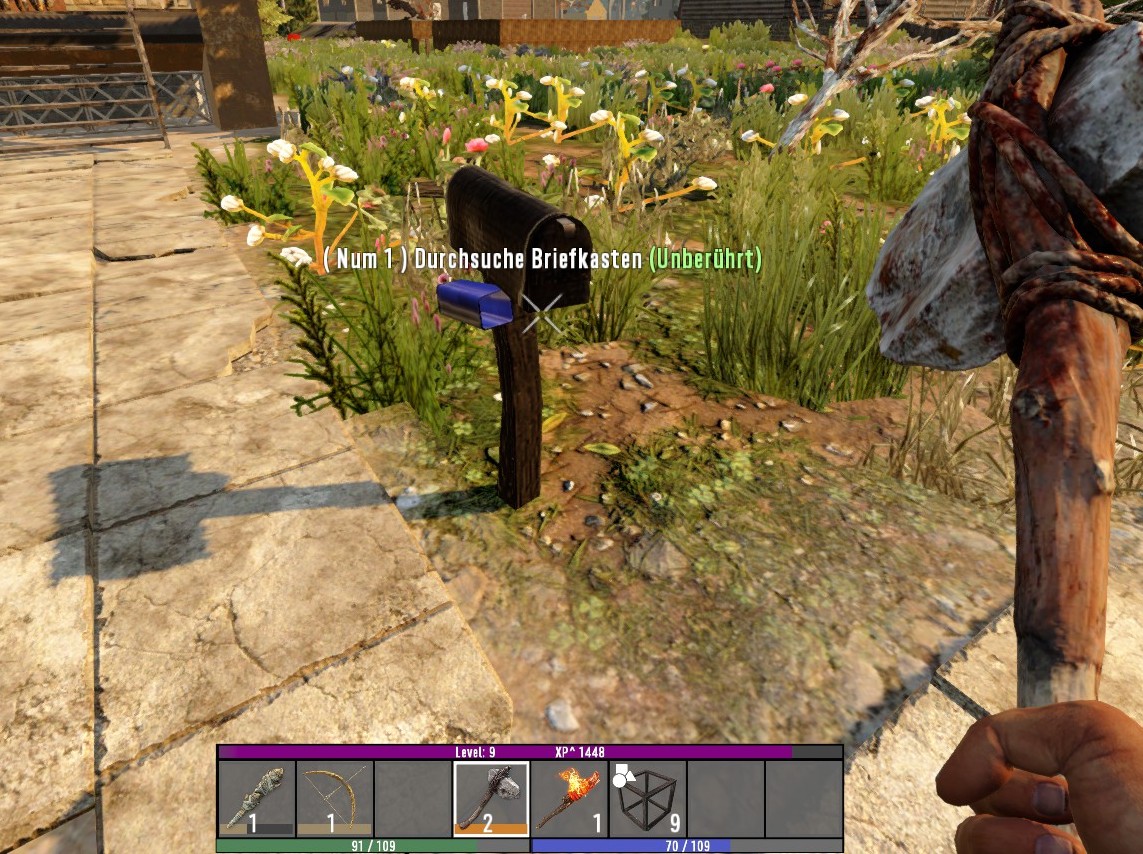 ( Num 1 ) Durchsuche Briefkasten (Unberührt)
Level: 9 XP^ 1448
1 1 2 1 9
91 / 109 70 / 109